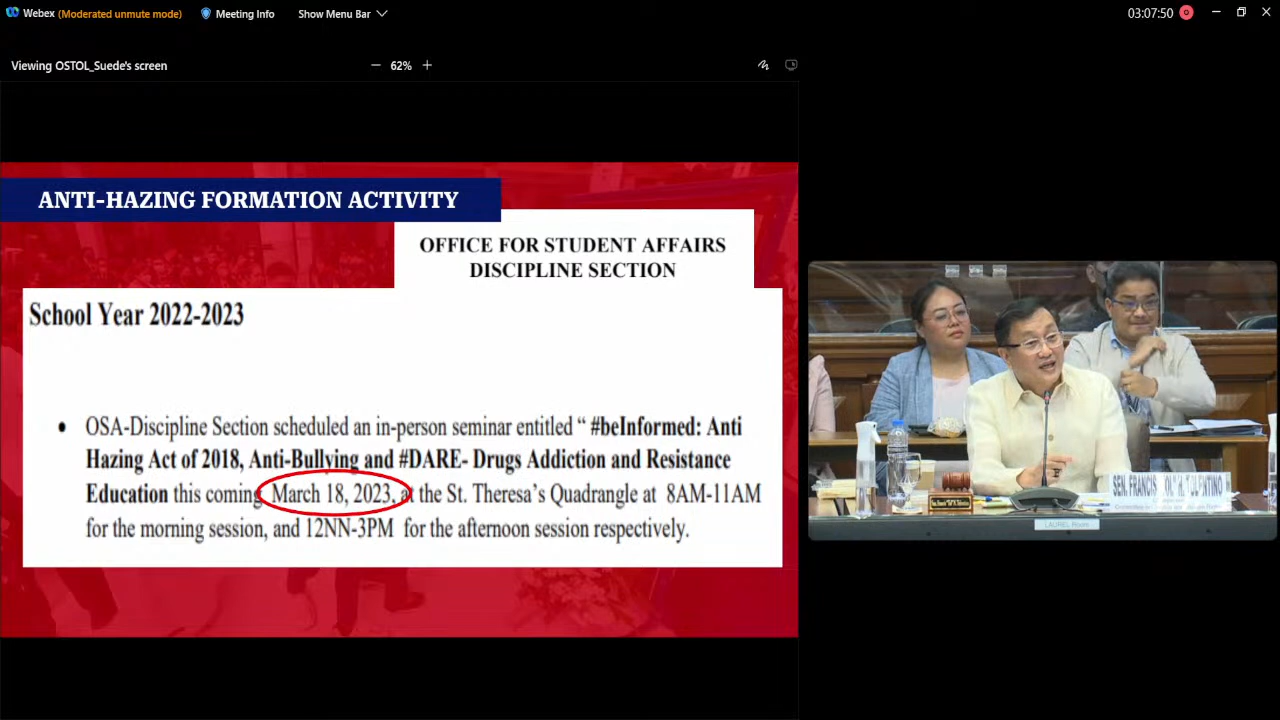 Webex (Moderated unmute mode)
Meeting Info
Show Menu Bar
03:07:50
Viewing OSTOL_Suede's screen
62%
ANTI-HAZING FORMATION ACTIVITY
OFFICE FOR STUDENT AFFAIRS
DISCIPLINE SECTION
School Year 2022-2023
• OSA-Discipline Section scheduled an in-person seminar entitled “ #beInformed: Anti
Hazing Act of 2018, Anti-Bullying and #DARE- Drugs Addiction and Resistance
Education this coming March 18, 2023, at the St. Theresa’s Quadrangle at 8AM-11AM
for the morning session, and 12NN-3PM for the afternoon session respectively.
SEN. FRANCIS TOLENTINO
LAUREL Room